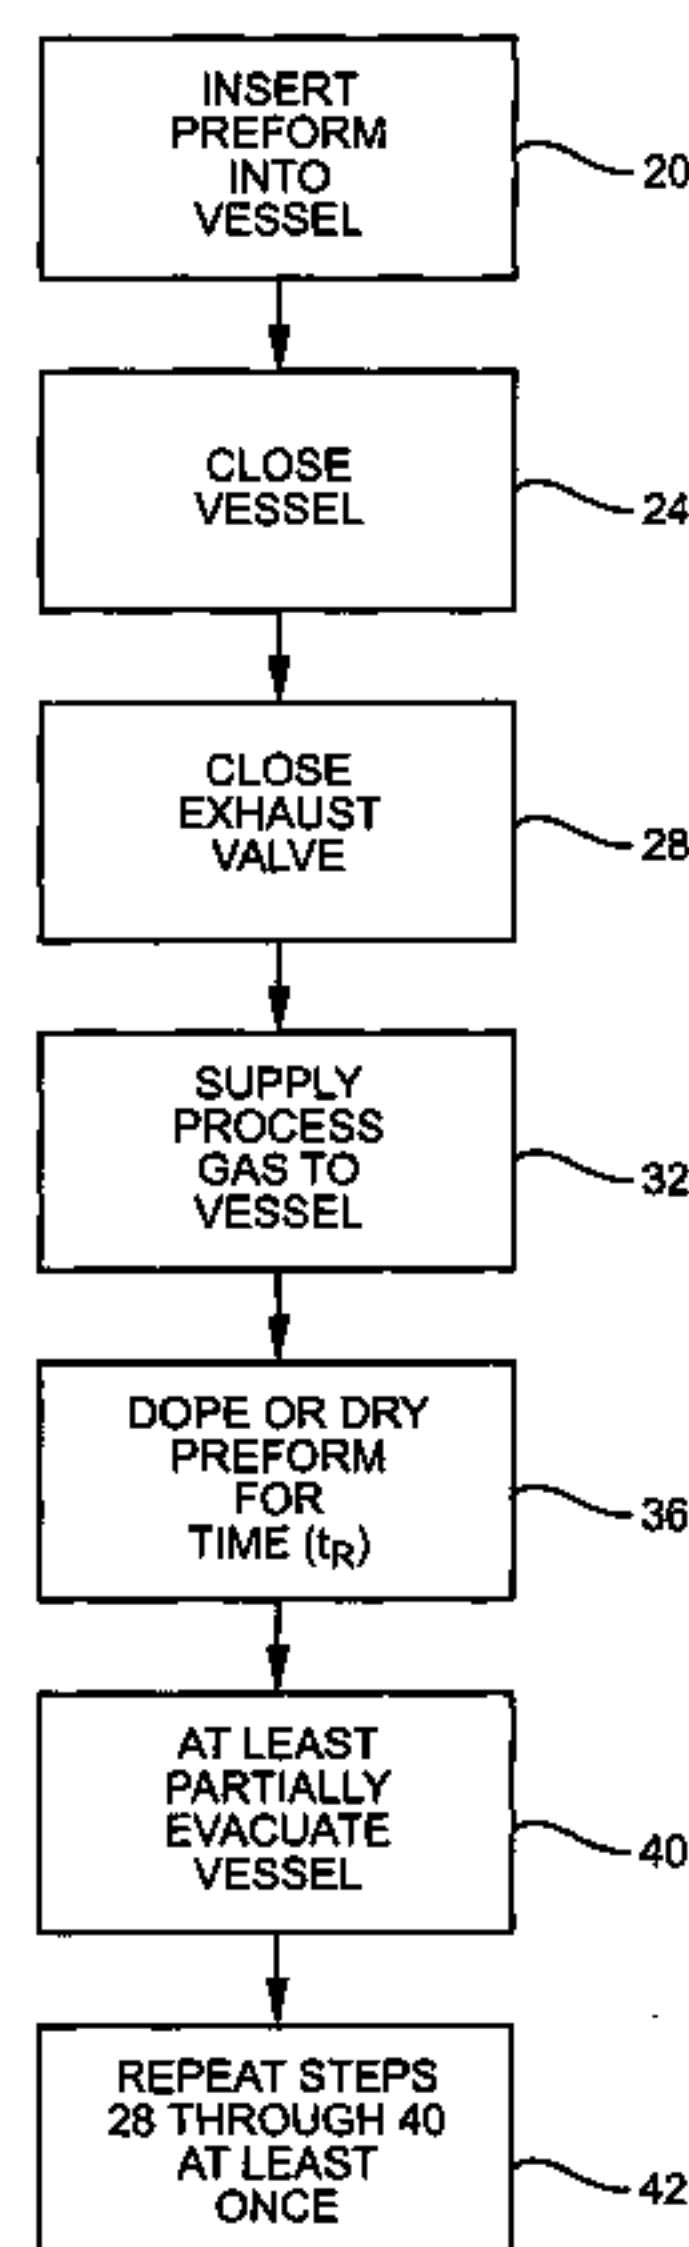 INSERT
PREFORM
INTO
VESSEL
20
CLOSE
VESSEL
24
CLOSE
EXHAUST
VALVE
28
SUPPLY
PROCESS
GAS TO
VESSEL
32
DOPE OR DRY
PREFORM
FOR
TIME (tR)
36
AT LEAST
PARTIALLY
EVACUATE
VESSEL
40
REPEAT STEPS
28 THROUGH 40
AT LEAST
ONCE
42